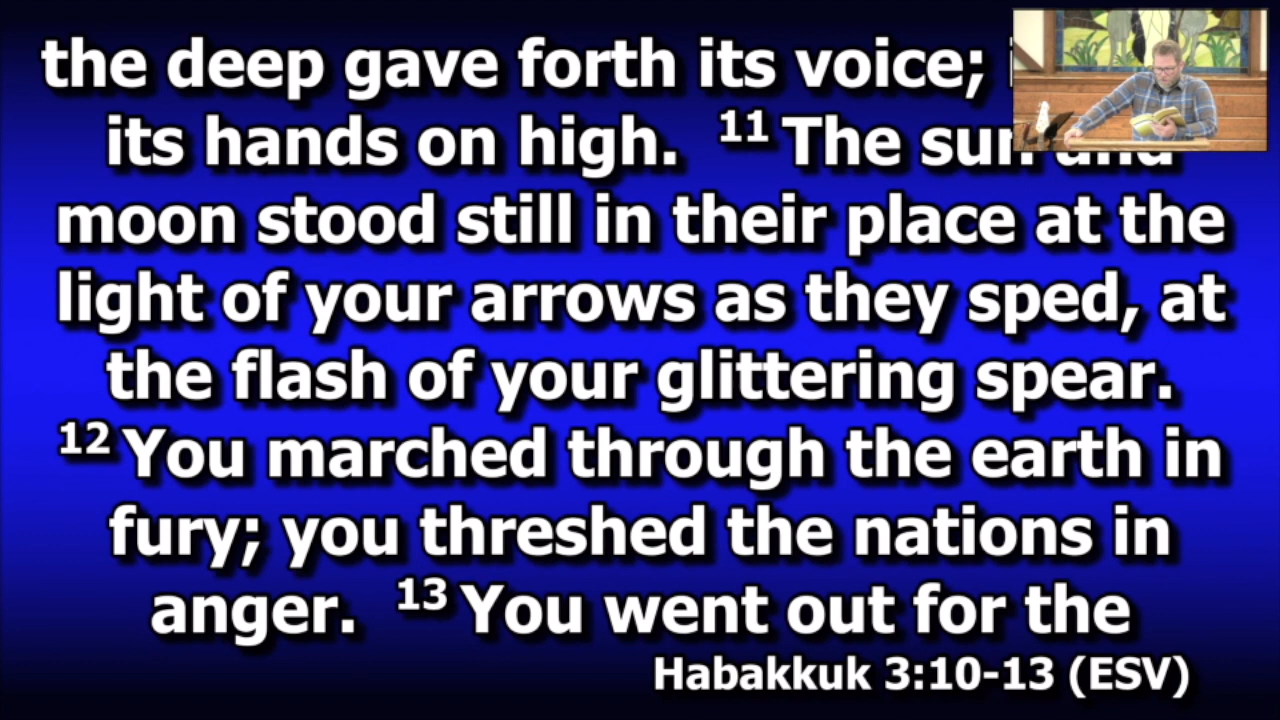 the deep gave forth its voice;
its hands on high. 11 The sun and
moon stood still in their place at the
light of your arrows as they sped, at
the flash of your glittering spear.
12 You marched through the earth in
fury; you threshed the nations in
anger. 13 You went out for the
Habakkuk 3:10-13 (ESV)